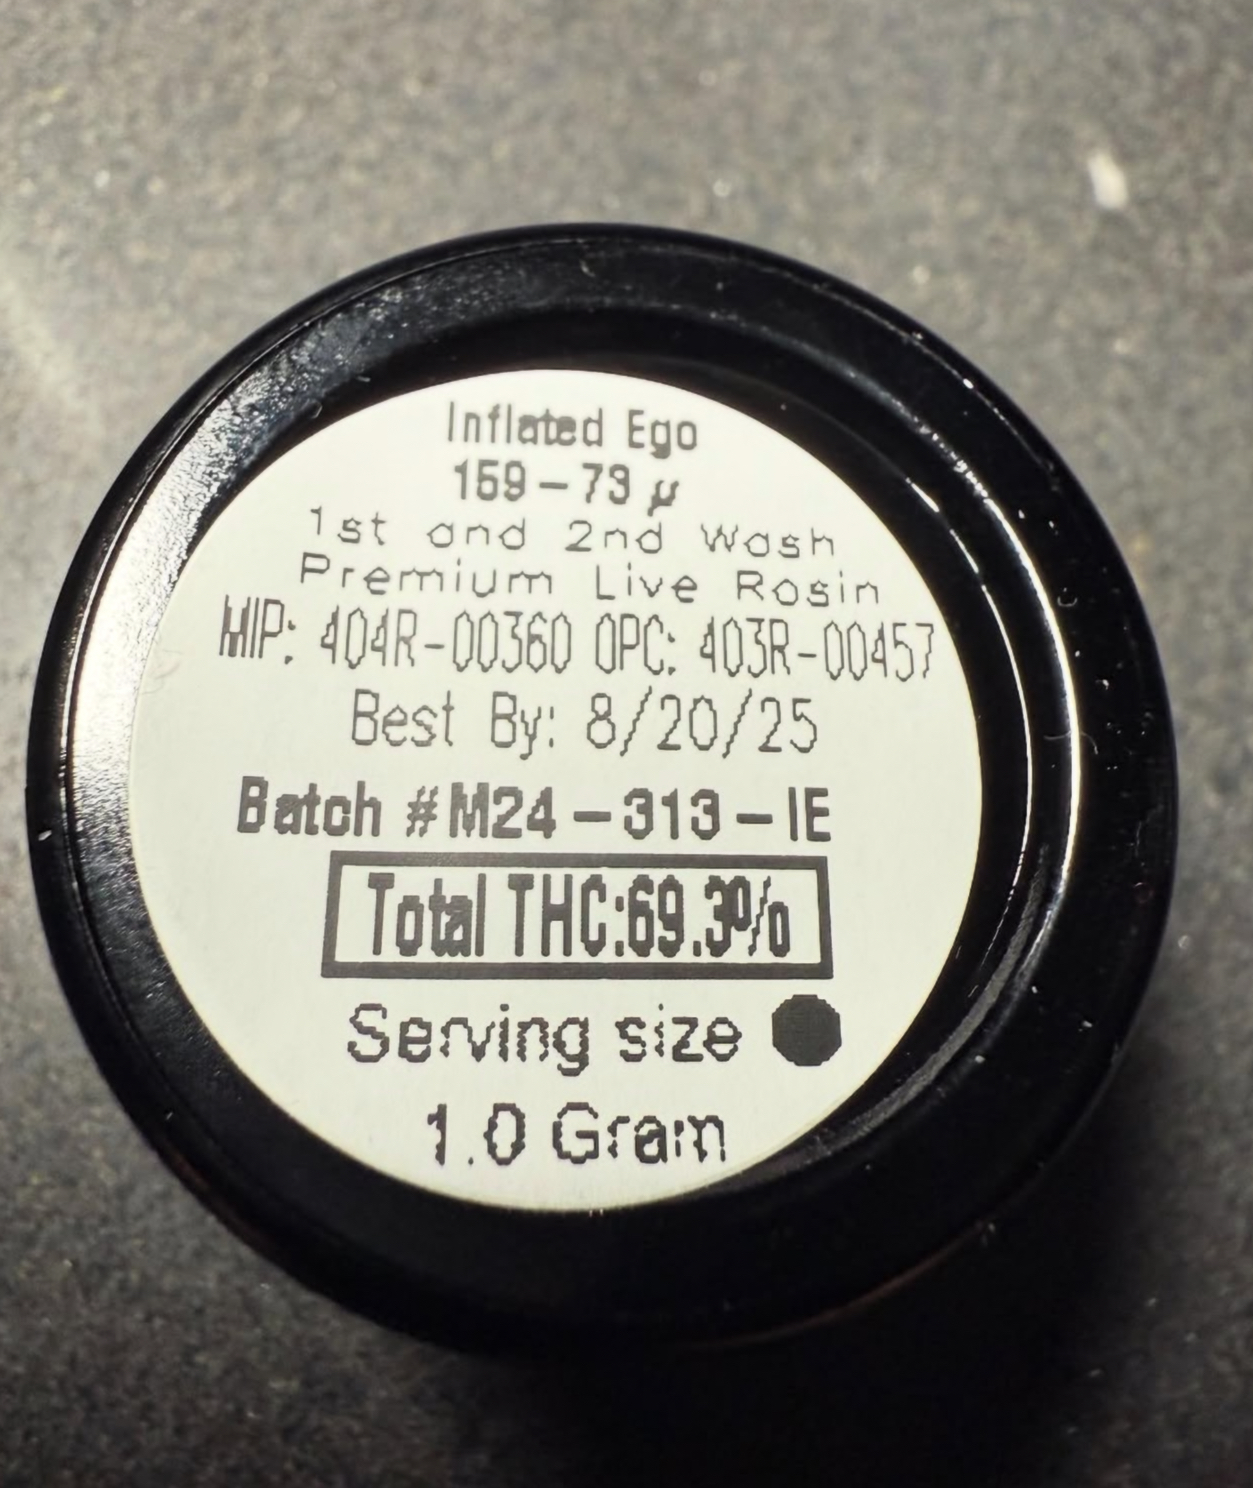 Inflated Ego
159-73 μ
1st and 2nd Wash
Premium Live Rosin
MIP: 404R-00360 OPC: 403R-00457
Best By: 8/20/25
Batch #M24-313-IE
Total THC:69.3%
Serving size ●
1.0 Gram